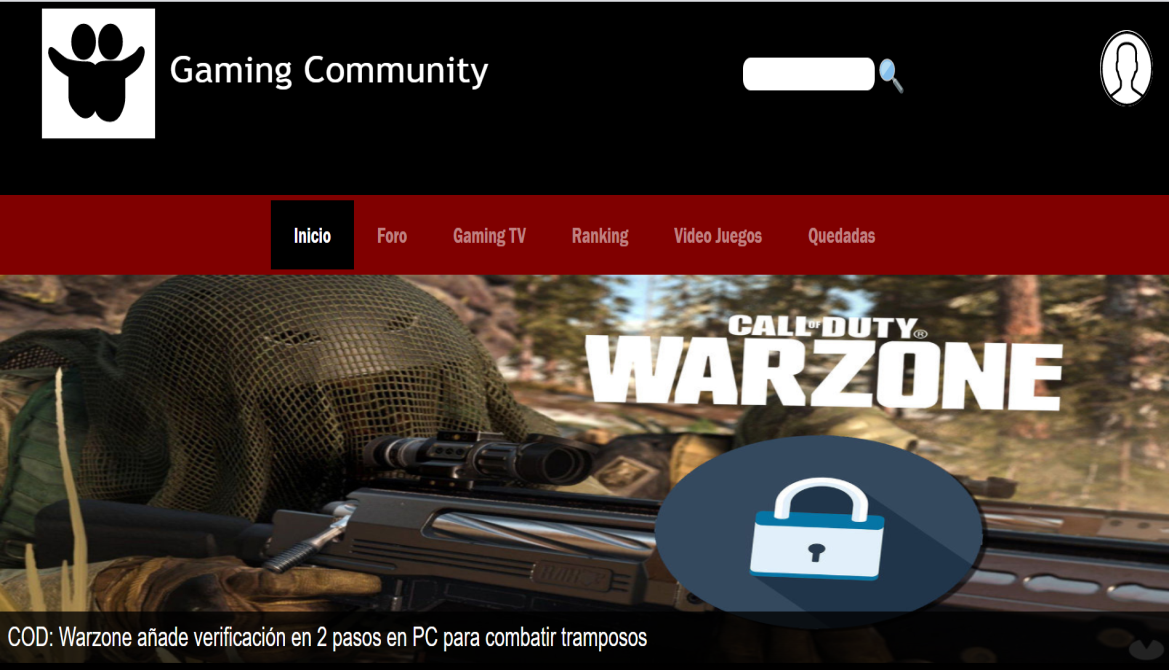 Gaming Community
Inicio Foro Gaming TV Ranking Video Juegos Quedadas
CALL OF DUTY®
WARZONE
COD: Warzone añade verificación en 2 pasos en PC para combatir tramposos